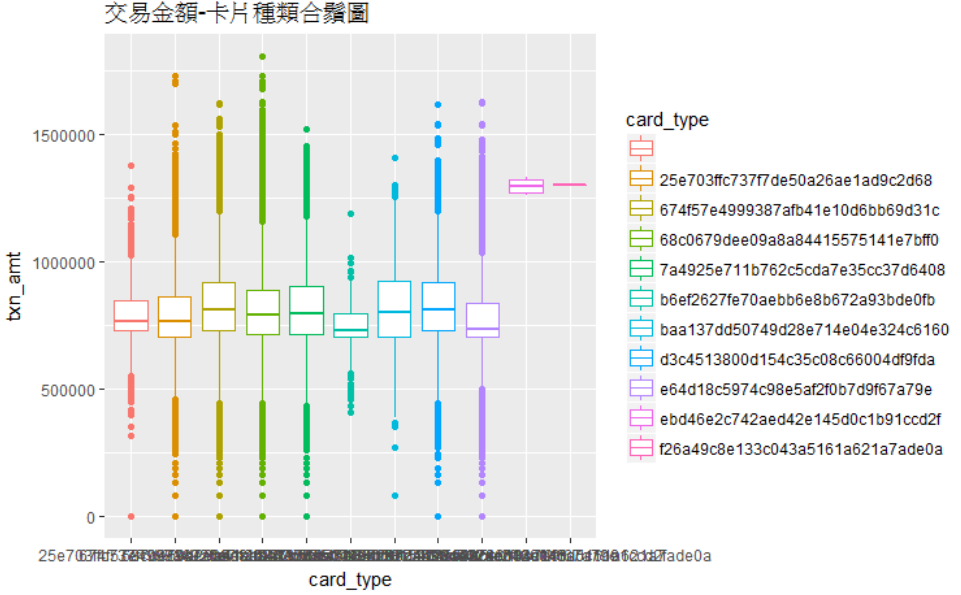 交易金額-卡片種類合鬚圖
txn_amt
1500000
1000000
500000
0
card_type
card_type
25e703ffc737f7de50a26ae1ad9c2d68
674f57e4999387afb41e10d6bb69d31c
68c0679dee09a8a84415575141e7bff0
7a4925e711b762c5cda7e35cc37d6408
b6ef2627fe70aebb6e8b672a93bde0fb
baa137dd50749d28e714e04e324c6160
d3c4513800d154c35c08c66004df9fda
e64d18c5974c98e5af2f0b7d9f67a79e
ebd46e2c742aed42e145d0c1b91ccd2f
f26a49c8e133c043a5161a621a7ade0a